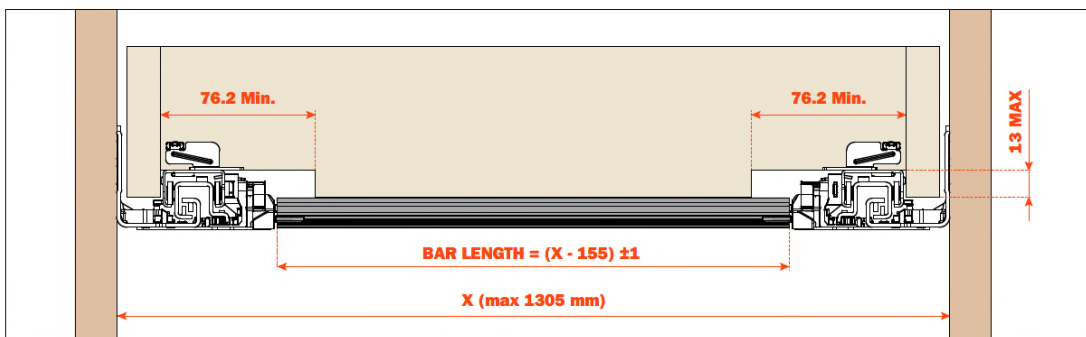 76.2 Min.
76.2 Min.
13 MAX
BAR LENGTH = (X - 155) ±1
X (max 1305 mm)